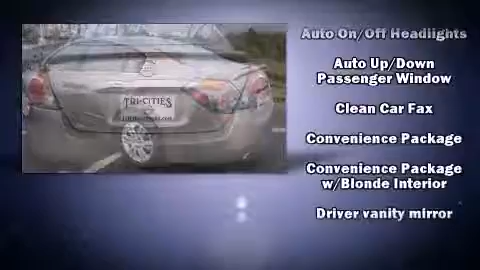 TRI-CITIES
Auto On/Off Headlights
Auto Up/Down
Passenger Window
Clean Car Fax
Convenience Package
Convenience Package
w/Blonde Interior
Driver vanity mirror